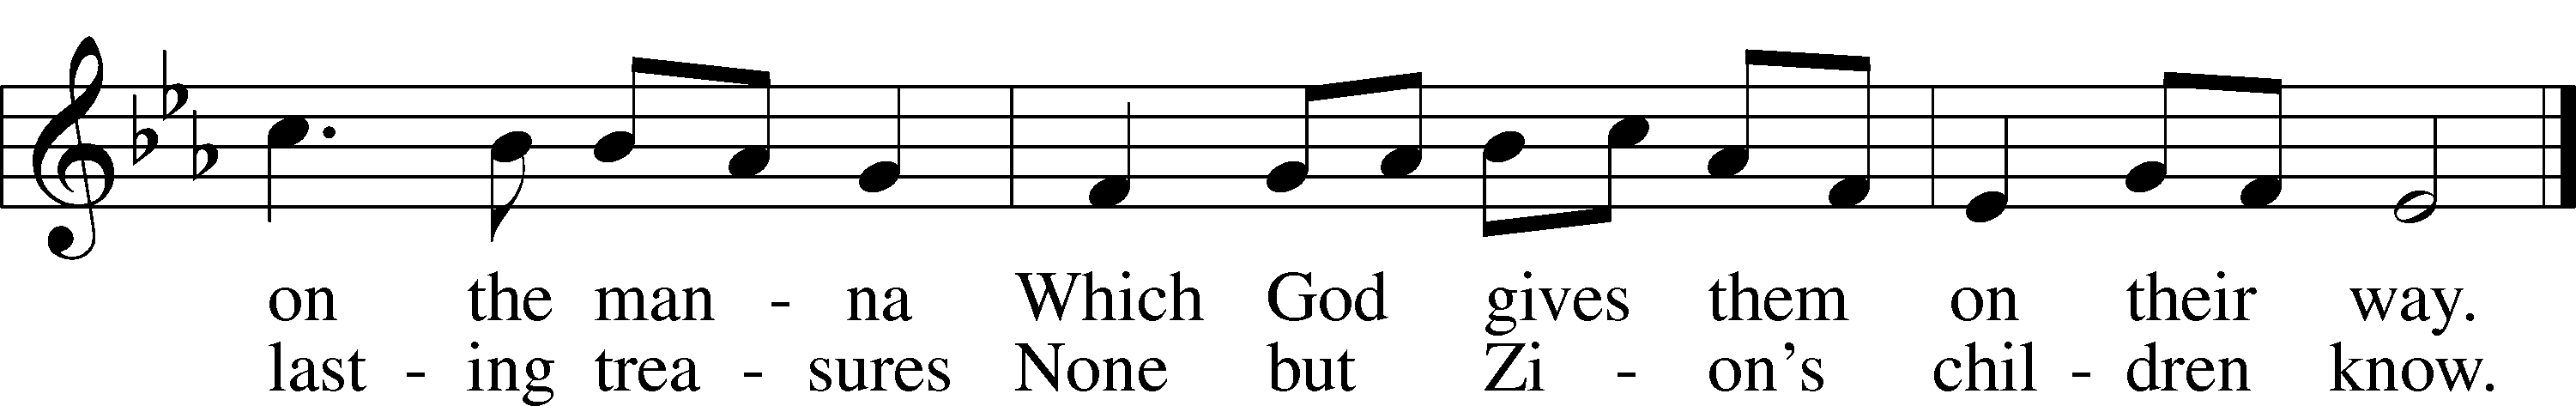 on the man - na Which God gives them on their way.
last - ing trea - sures None but Zi - on's chil - dren know.